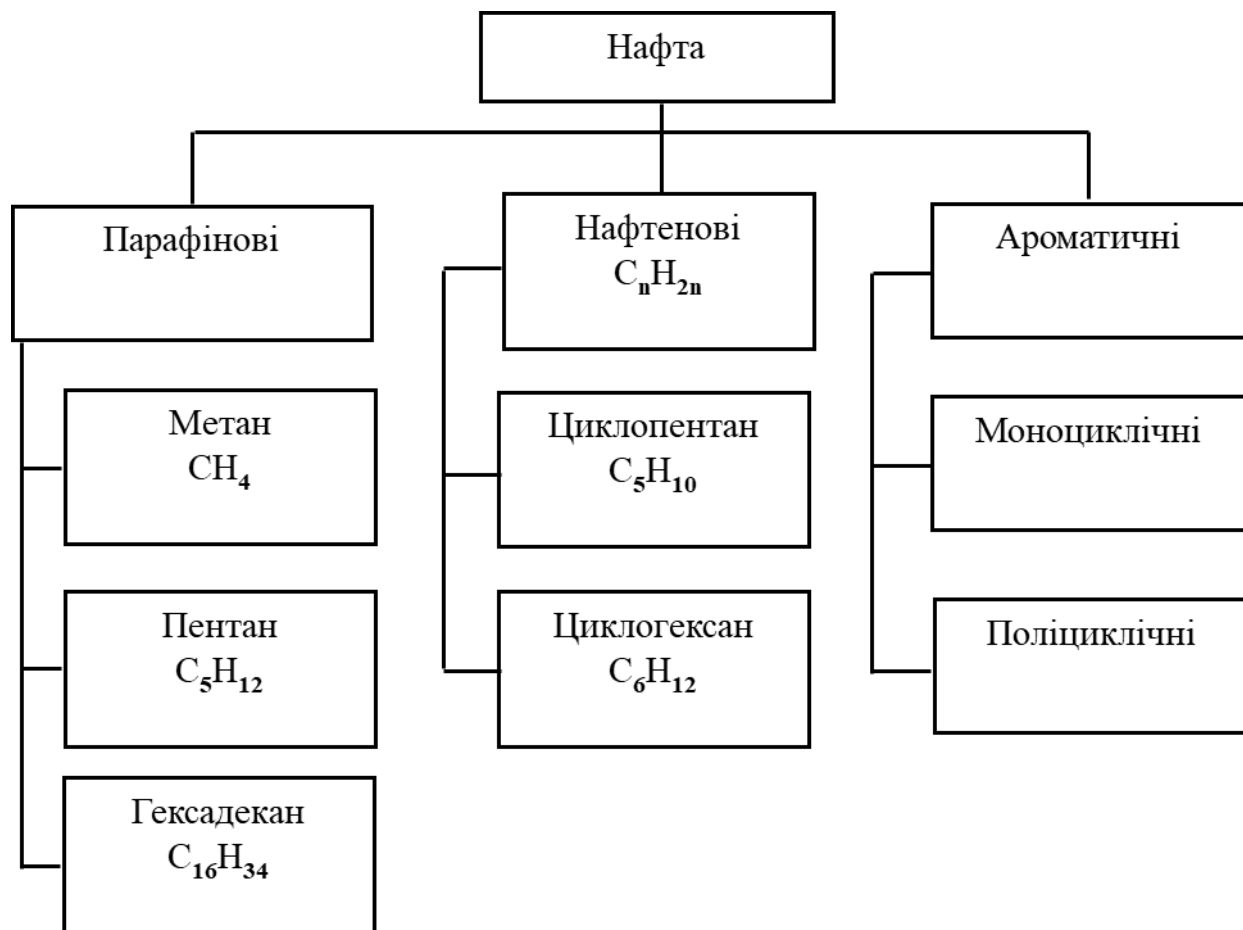 Нафта
Парафінові
Метан
CH₄
Пентан
C₅H₁₂
Гексадекан
C₁₆H₃₄
Нафтенові
CₙH₂ₙ
Циклопентан
C₅H₁₀
Циклогексан
C₆H₁₂
Ароматичні
Моноциклічні
Поліциклічні